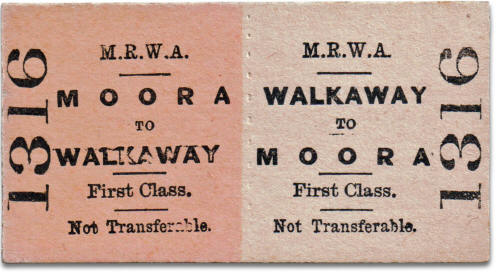 1316
M.R.W.A.
MOORA
TO
WALKAWAY
First Class.
Not Transferable.
M.R.W.A.
WALKAWAY
TO
MOORA
First Class.
Not Transferable.
1316